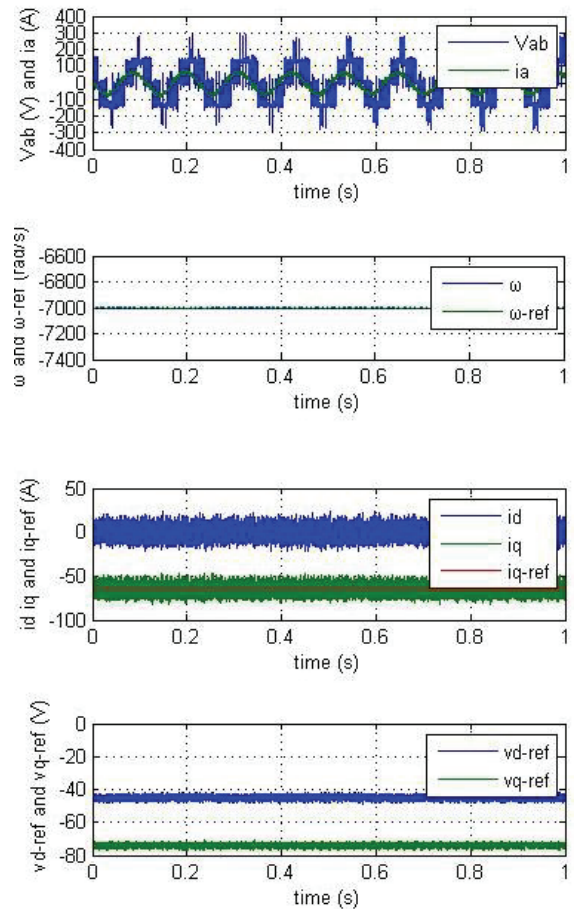 400
300
200
100
0
-100
-200
-300
-400
Vab (V) and ia (A)
Vab
ia
0
0.2
0.4
0.6
0.8
1
time (s)
-6600
-6800
-7000
-7200
-7400
ω and ω-ref (rad/s)
ω
ω-ref
0
0.2
0.4
0.6
0.8
1
time (s)
50
0
-50
-100
id iq and iq-ref (A)
id
iq
iq-ref
0
0.2
0.4
0.6
0.8
1
time (s)
0
-20
-40
-60
-80
vd-ref and vq-ref (V)
vd-ref
vq-ref
0
0.2
0.4
0.6
0.8
1
time (s)